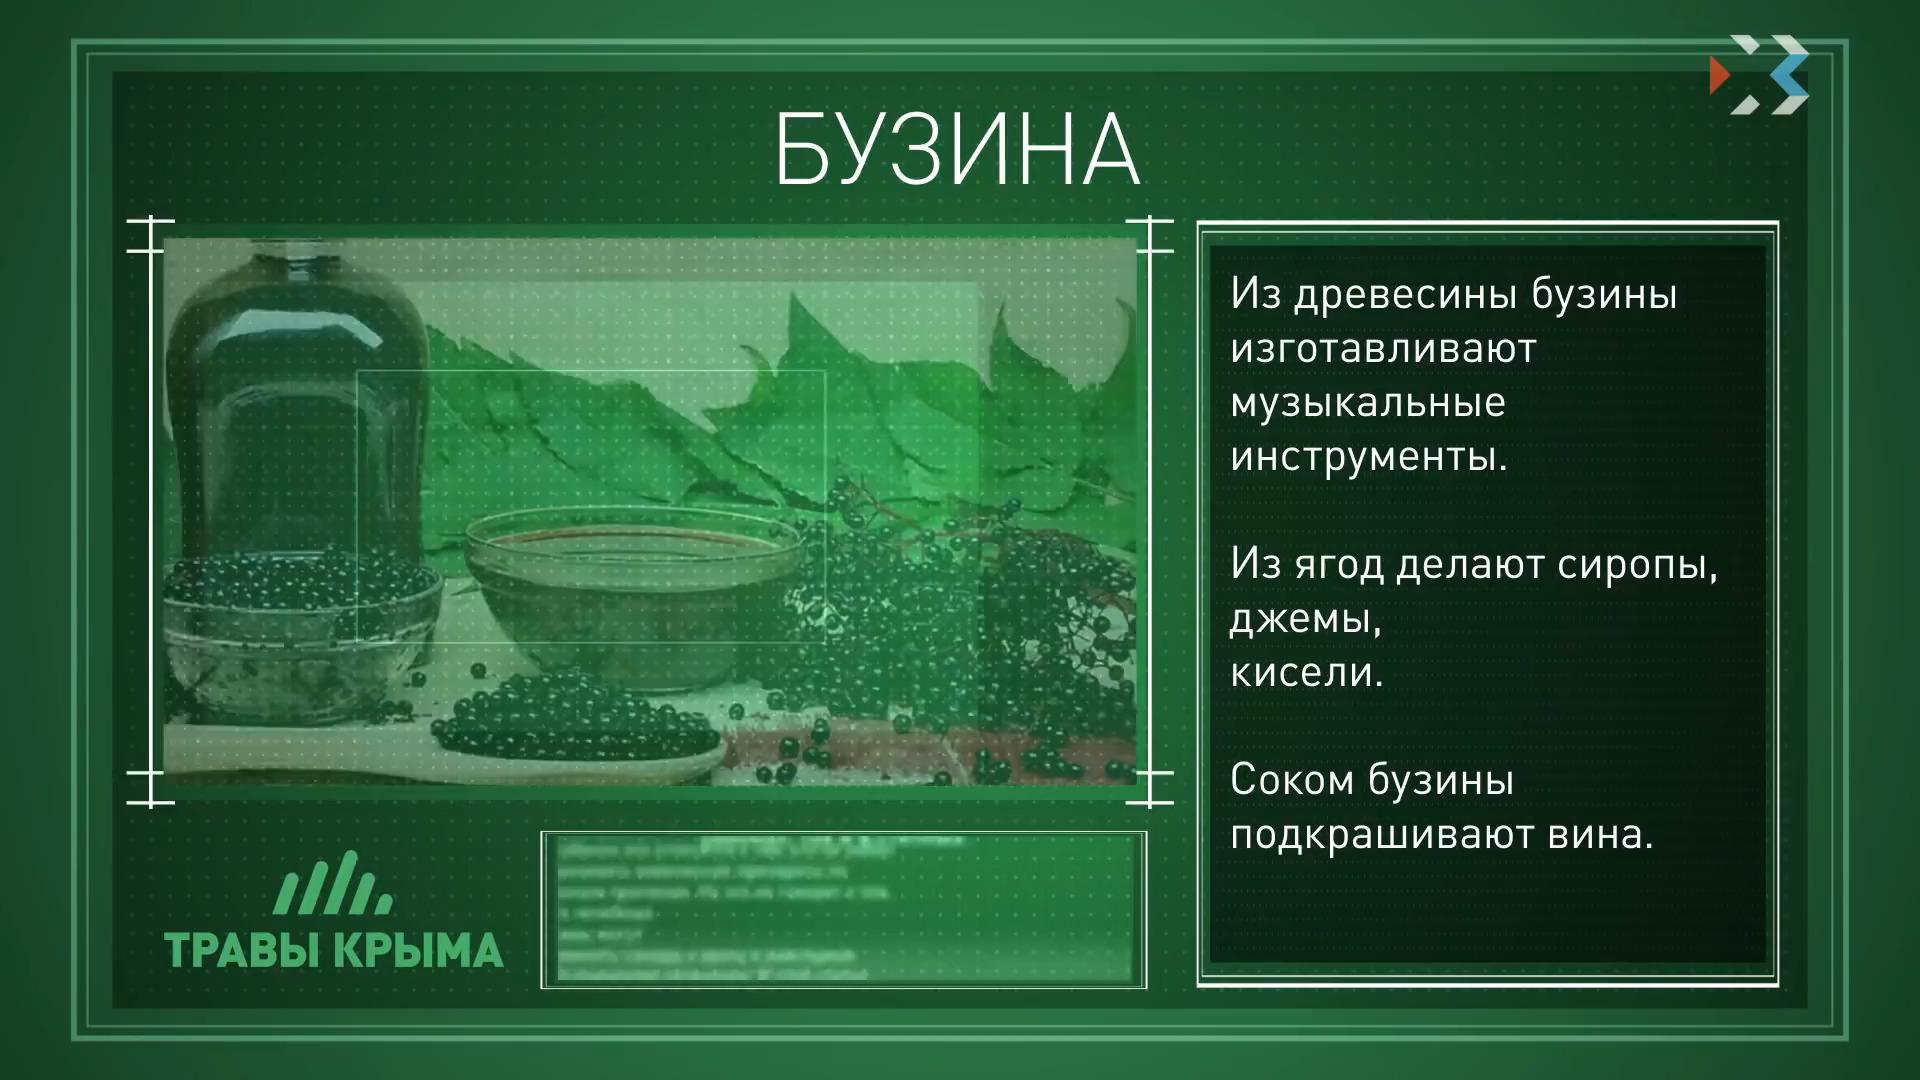 БУЗИНА
Из древесины бузины
изготавливают
музыкальные
инструменты.
Из ягод делают сиропы,
джемы,
кисели.
Соком бузины
подкрашивают вина.
ТРАВЫ КРЫМА